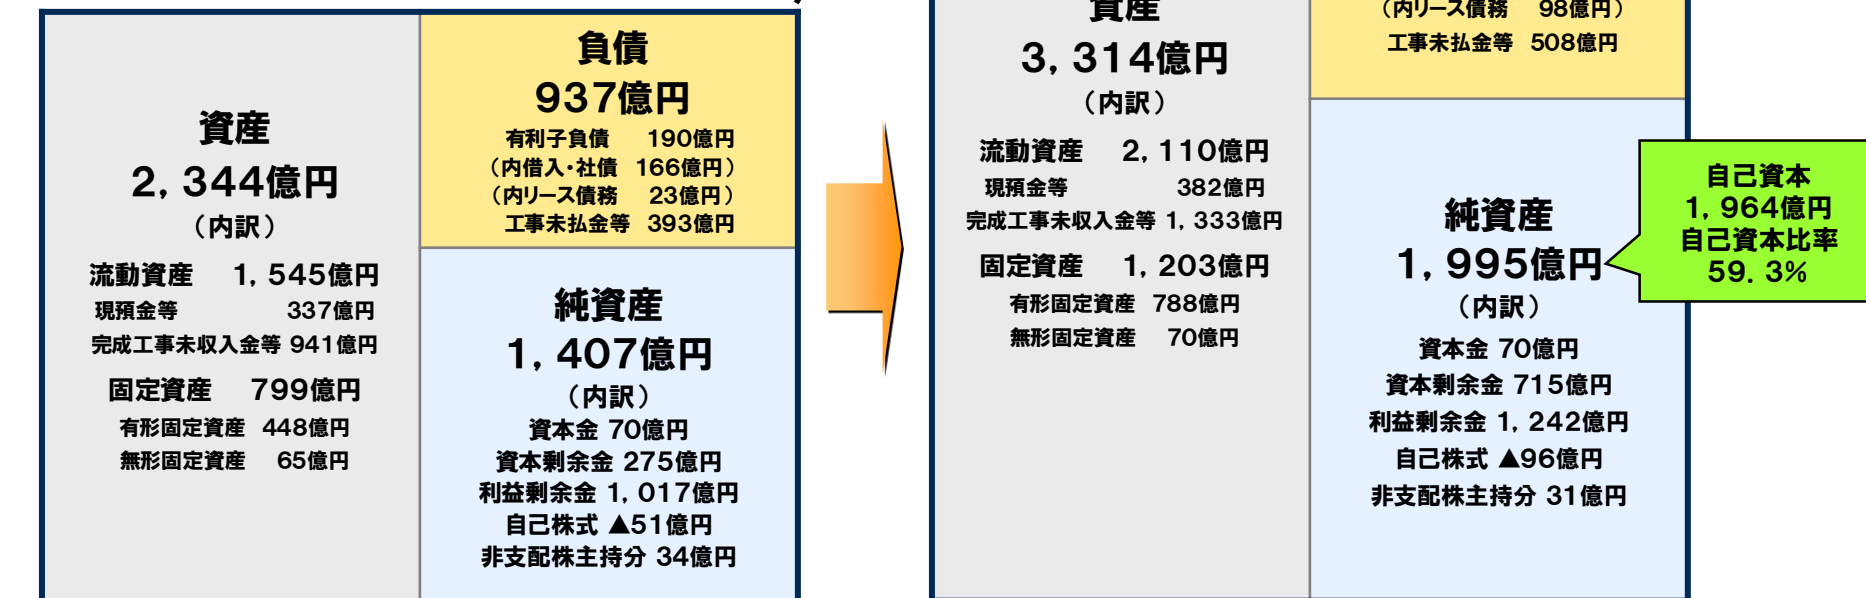 資産
2,344億円
(内訳)
流動資産 1,545億円
現預金等 337億円
完成工事未収入金等 941億円
固定資産 799億円
有形固定資産 448億円
無形固定資産 65億円
負債
937億円
有利子負債 190億円
(内借入・社債 166億円)
(内リース債務 23億円)
工事未払金等 393億円
純資産
1,407億円
(内訳)
資本金 70億円
資本剰余金 275億円
利益剰余金 1,017億円
自己株式 ▲51億円
非支配株主持分 34億円
資産
3,314億円
(内訳)
流動資産 2,110億円
現預金等 382億円
完成工事未収入金等 1,333億円
固定資産 1,203億円
有形固定資産 788億円
無形固定資産 70億円
(内リース債務 98億円)
工事未払金等 508億円
純資産
1,995億円
(内訳)
資本金 70億円
資本剰余金 715億円
利益剰余金 1,242億円
自己株式 ▲96億円
非支配株主持分 31億円
自己資本
1,964億円
自己資本比率
59.3%